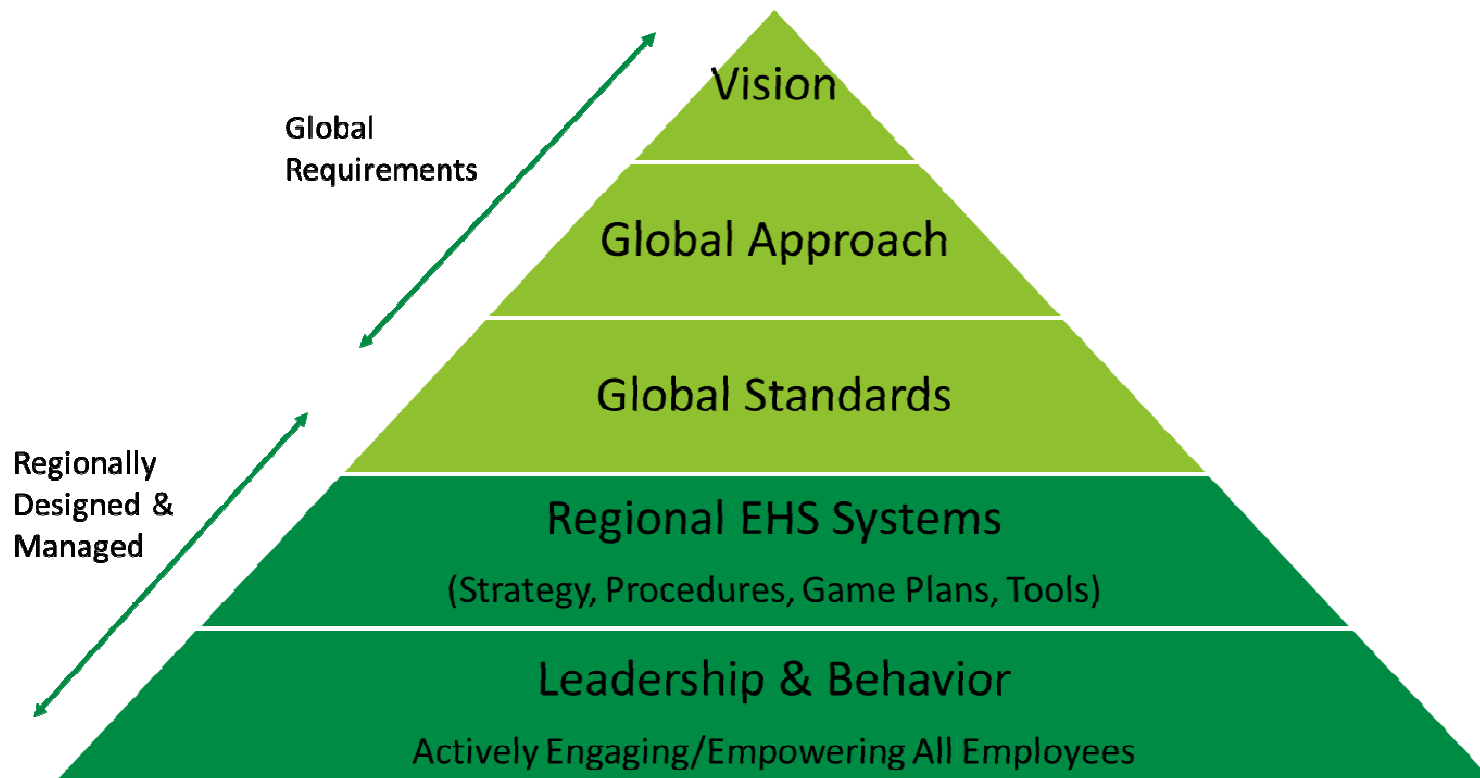 Vision
Global
Requirements
Global Approach
Global Standards
Regionally
Designed &
Managed
Regional EHS Systems
(Strategy, Procedures, Game Plans, Tools)
Leadership & Behavior
Actively Engaging/Empowering All Employees